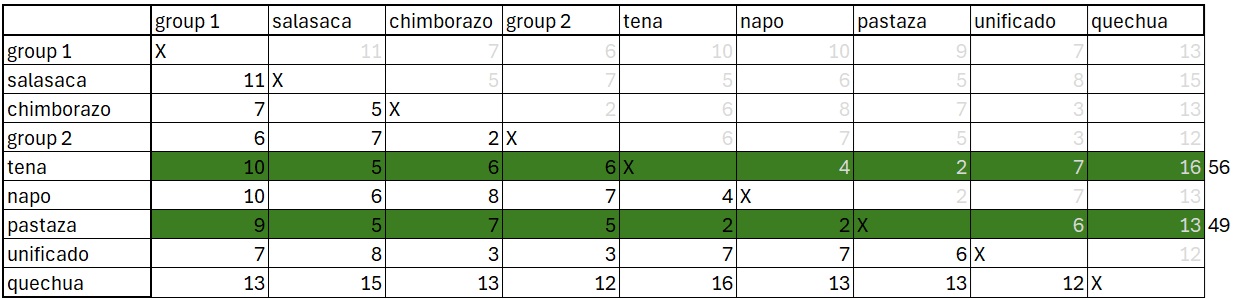 group 1 salasaca chimborazo group 2 tena napo pastaza unificado quechua
group 1 X 11 7 6 10 10 9 7 13
salasaca 11 X 5 7 5 6 5 8 15
chimborazo 7 5 X 2 6 8 7 3 13
group 2 6 7 2 X 6 7 5 3 12
tena 10 5 6 6 X 4 2 7 16 56
napo 10 6 8 7 4 X 2 7 13
pastaza 9 5 7 5 2 2 X 6 13 49
unificado 7 8 3 3 7 7 6 X 12
quechua 13 15 13 12 16 13 13 12 X